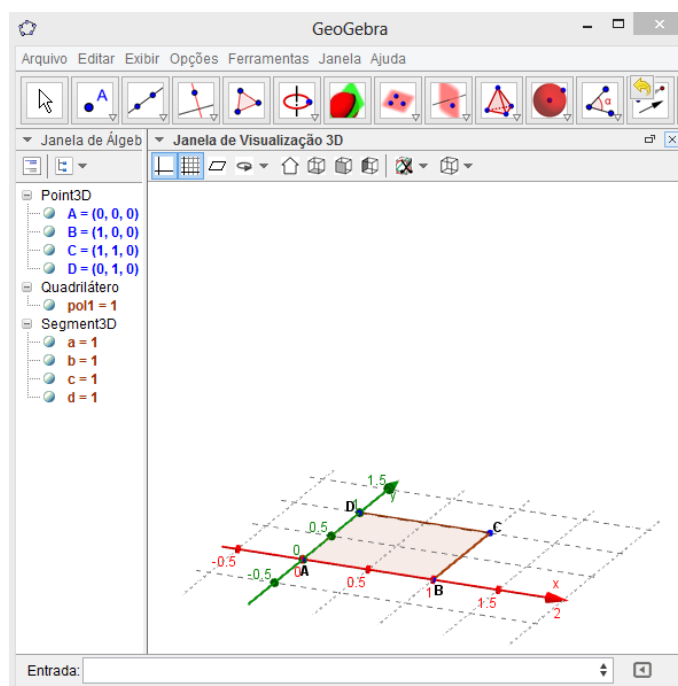 GeoGebra
Arquivo Editar Exibir Opções Ferramentas Janela Ajuda
A
α
Janela de Álgeb
Janela de Visualização 3D
Point3D
A = (0, 0, 0)
B = (1, 0, 0)
C = (1, 1, 0)
D = (0, 1, 0)
Quadrilátero
pol1 = 1
Segment3D
a = 1
b = 1
c = 1
d = 1
1.5
y
D 1
C
0.5
0
-0.5
-0.5
0 A
0.5
1 B
1.5
x
2
Entrada: